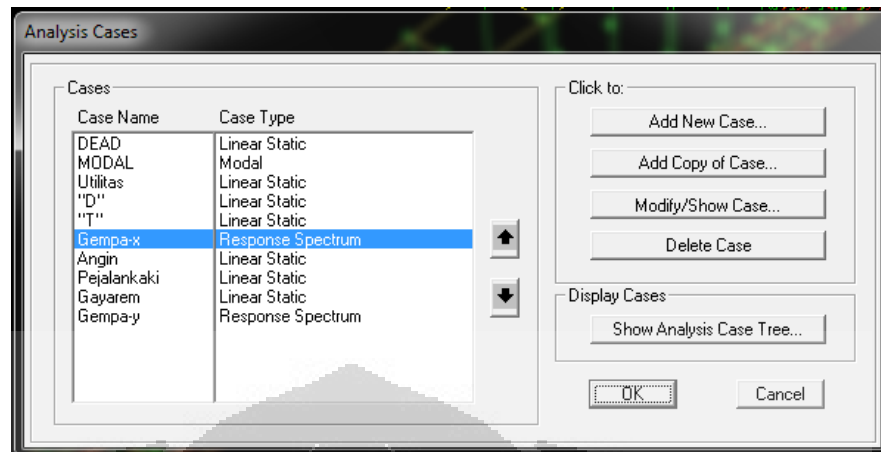 Analysis Cases
Cases
Case Name Case Type
DEAD Linear Static
MODAL Modal
Utilitas Linear Static
"D" Linear Static
"T" Linear Static
Gempa-x Response Spectrum
Angin Linear Static
Pejalankaki Linear Static
Gayarem Linear Static
Gempa-y Response Spectrum
Click to:
Add New Case...
Add Copy of Case...
Modify/Show Case...
Delete Case
Display Cases
Show Analysis Case Tree...
OK Cancel